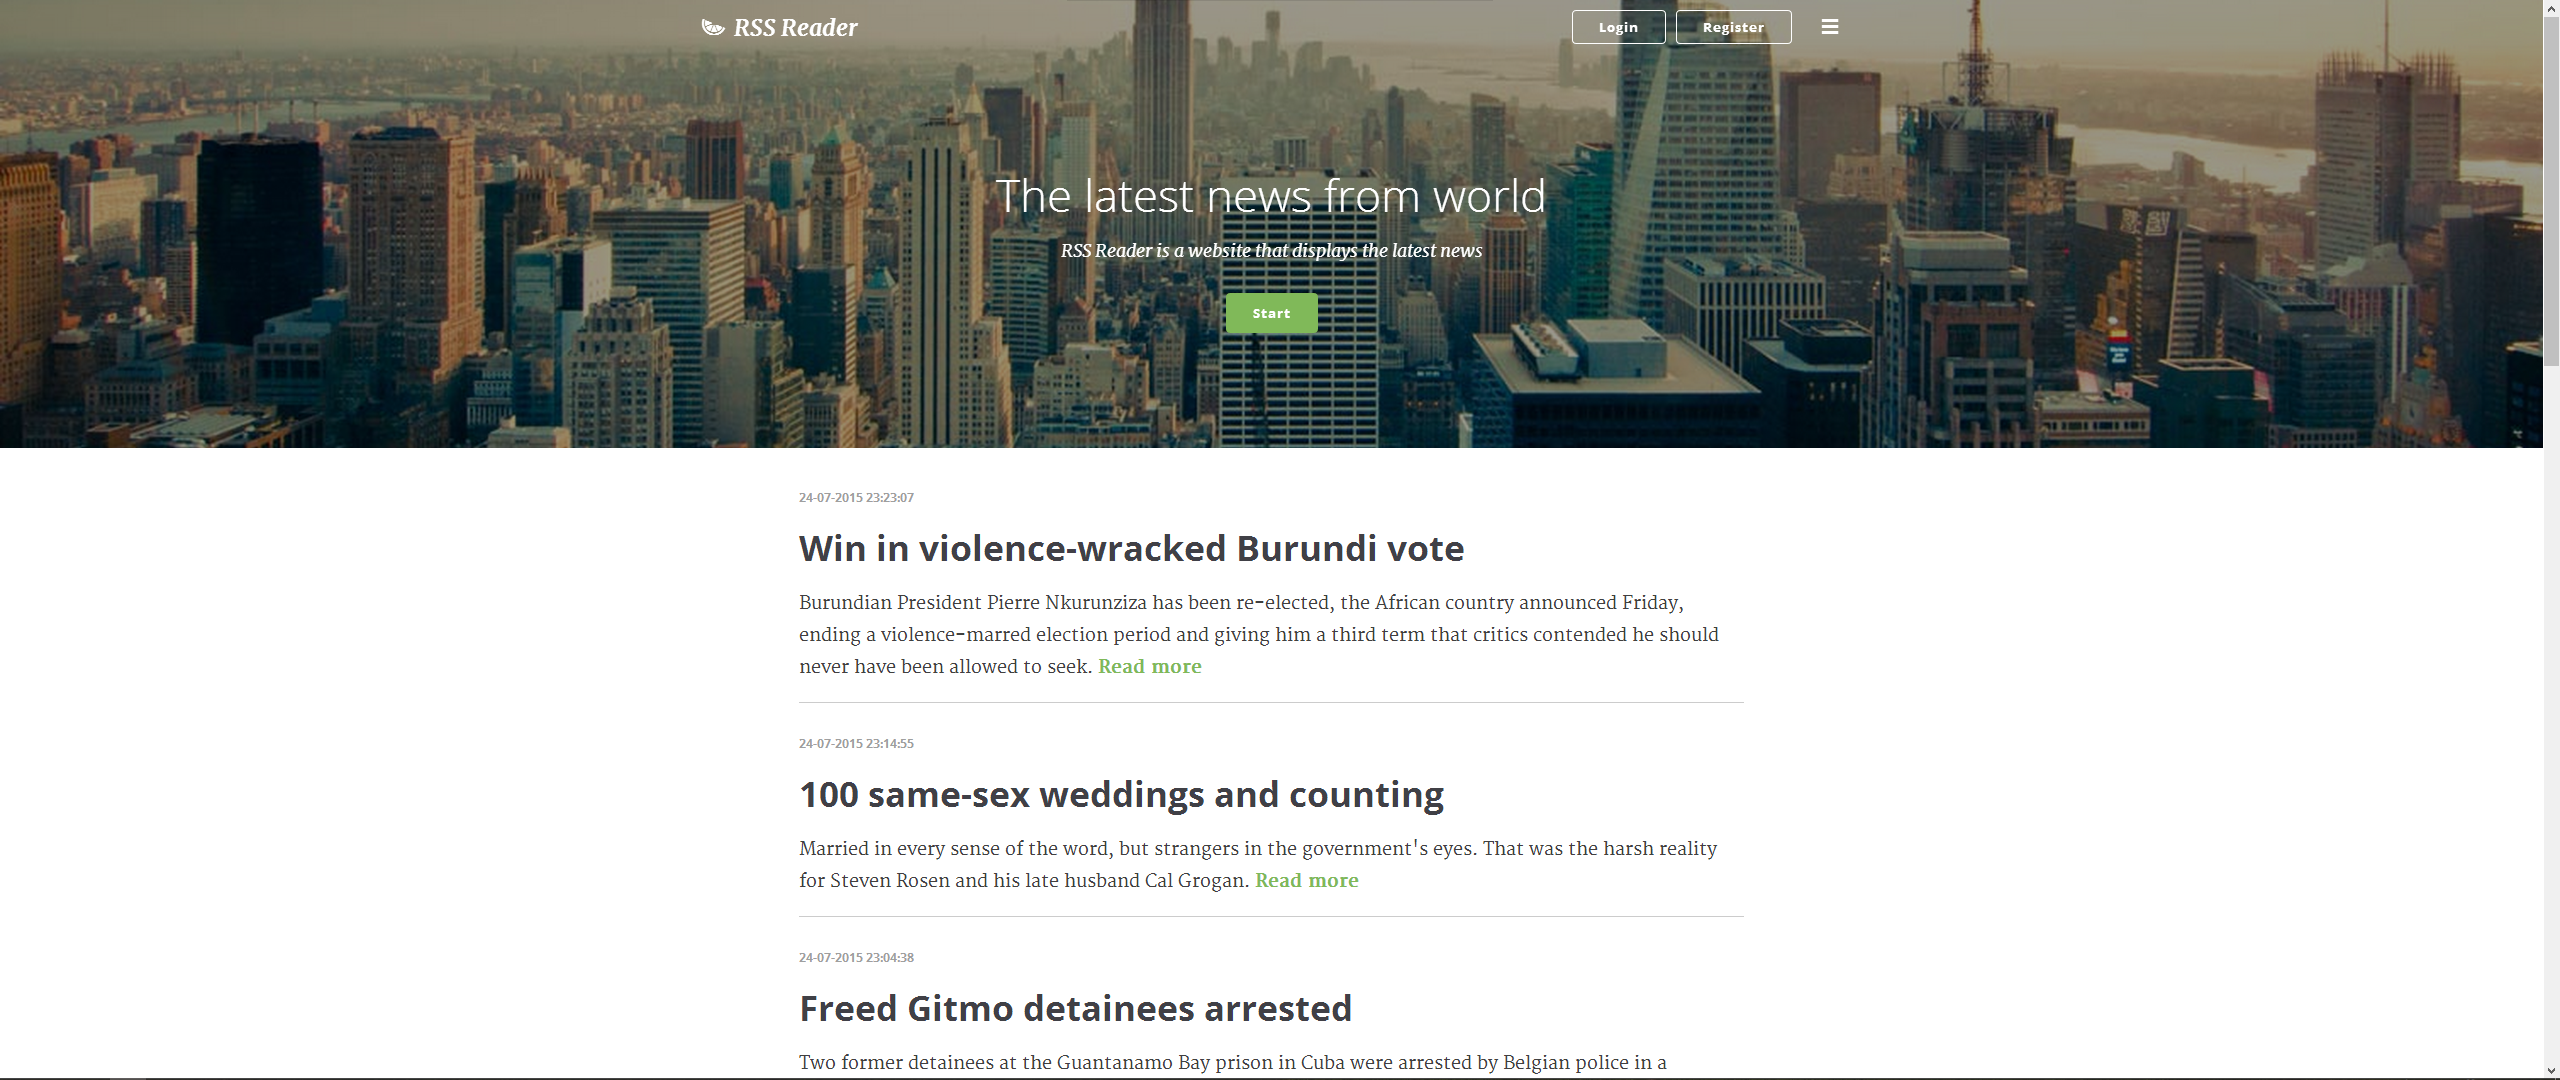 RSS Reader
Login
Register
The latest news from world
RSS Reader is a website that displays the latest news
Start
24-07-2015 23:23:07
Win in violence-wracked Burundi vote
Burundian President Pierre Nkurunziza has been re-elected, the African country announced Friday,
ending a violence-marred election period and giving him a third term that critics contended he should
never have been allowed to seek. Read more
24-07-2015 23:14:55
100 same-sex weddings and counting
Married in every sense of the word, but strangers in the government's eyes. That was the harsh reality
for Steven Rosen and his late husband Cal Grogan. Read more
24-07-2015 23:04:38
Freed Gitmo detainees arrested
Two former detainees at the Guantanamo Bay prison in Cuba were arrested by Belgian police in a